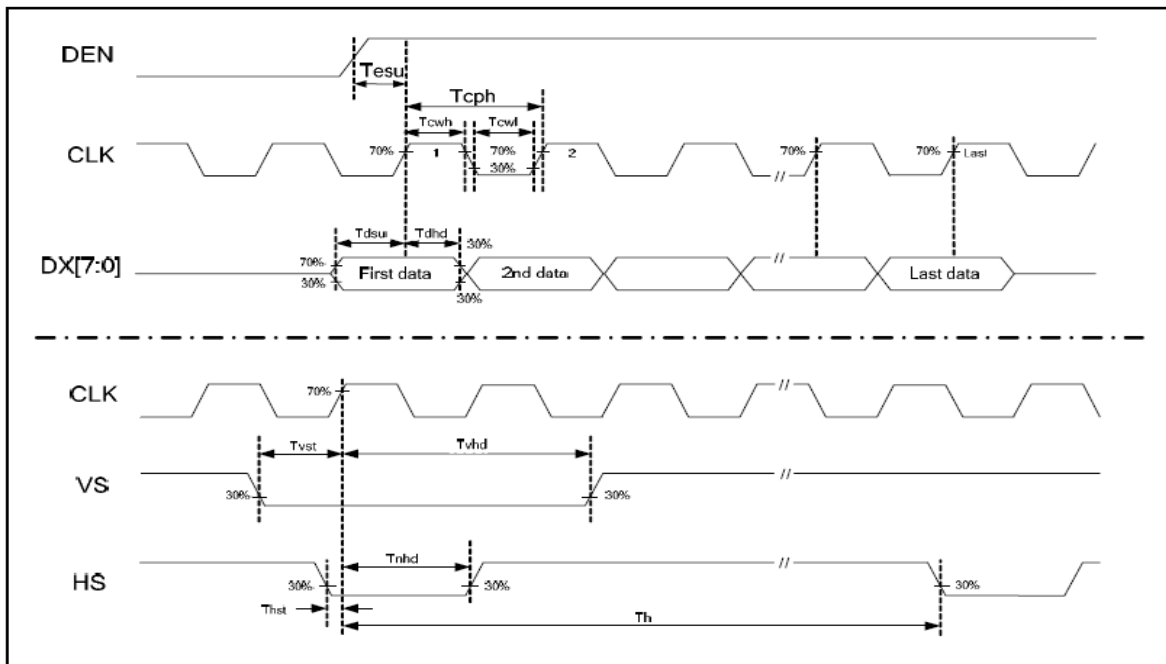 DEN
Tesu
Tcph
Tcwh
Tcwl
CLK
70%
1
70%
30%
2
//
70%
70%
Last
Tdsu
Tdhd
30%
DX[7:0]
70%
30%
First data
30%
2nd data
//
Last data
CLK
70%
//
Tvst
Tvhd
VS
30%
30%
//
Tnhd
HS
30%
30%
//
30%
Thst
Th